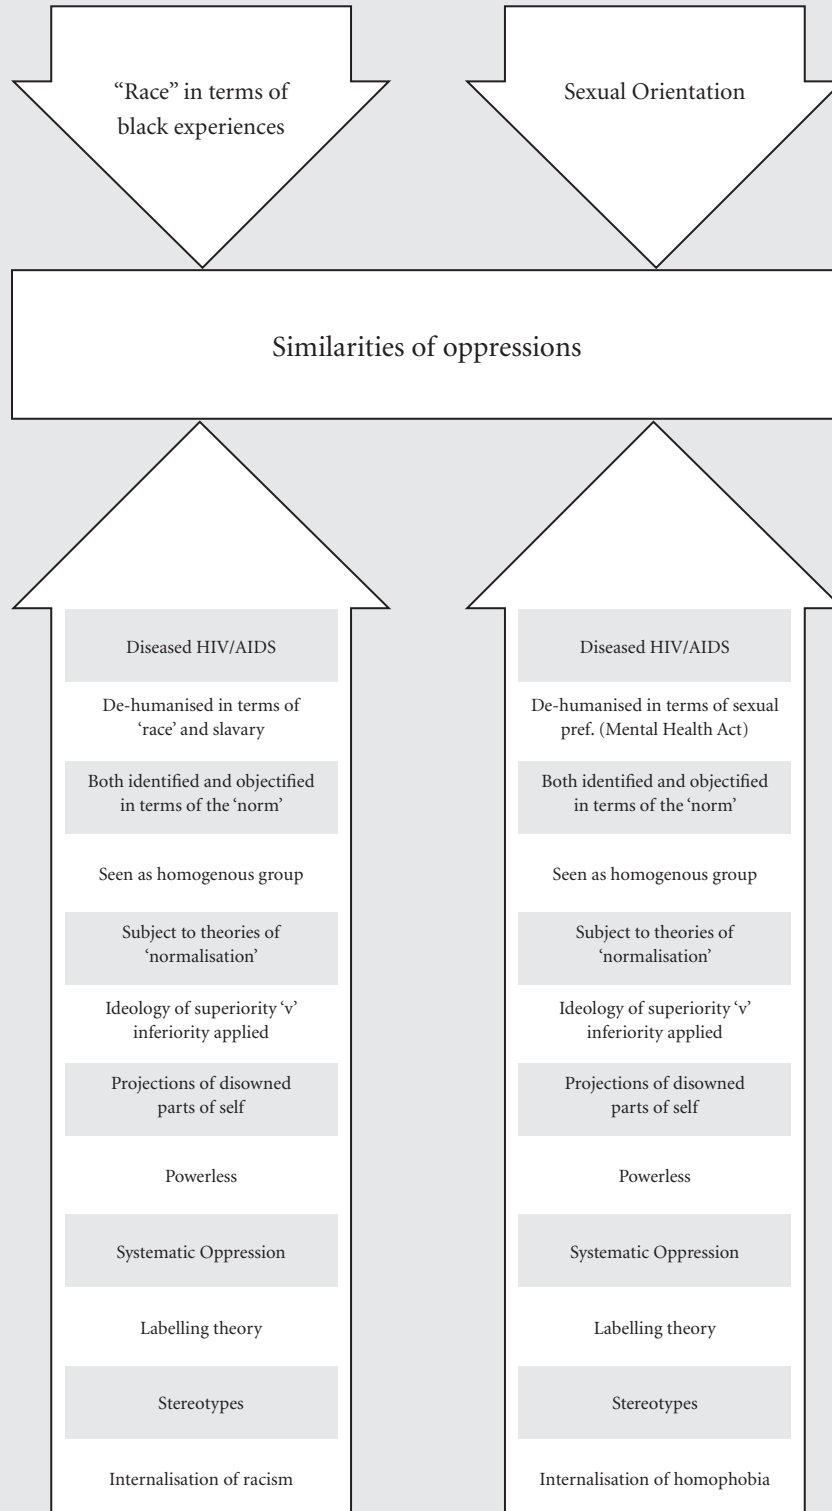 “Race” in terms of
black experiences
Sexual Orientation
Similarities of oppressions
Diseased HIV/AIDS
De-humanised in terms of
‘race’ and slavary
Both identified and objectified
in terms of the ‘norm’
Seen as homogenous group
Subject to theories of
‘normalisation’
Ideology of superiority ‘v’
inferiority applied
Projections of disowned
parts of self
Powerless
Systematic Oppression
Labelling theory
Stereotypes
Internalisation of racism
Diseased HIV/AIDS
De-humanised in terms of sexual
pref. (Mental Health Act)
Both identified and objectified
in terms of the ‘norm’
Seen as homogenous group
Subject to theories of
‘normalisation’
Ideology of superiority ‘v’
inferiority applied
Projections of disowned
parts of self
Powerless
Systematic Oppression
Labelling theory
Stereotypes
Internalisation of homophobia